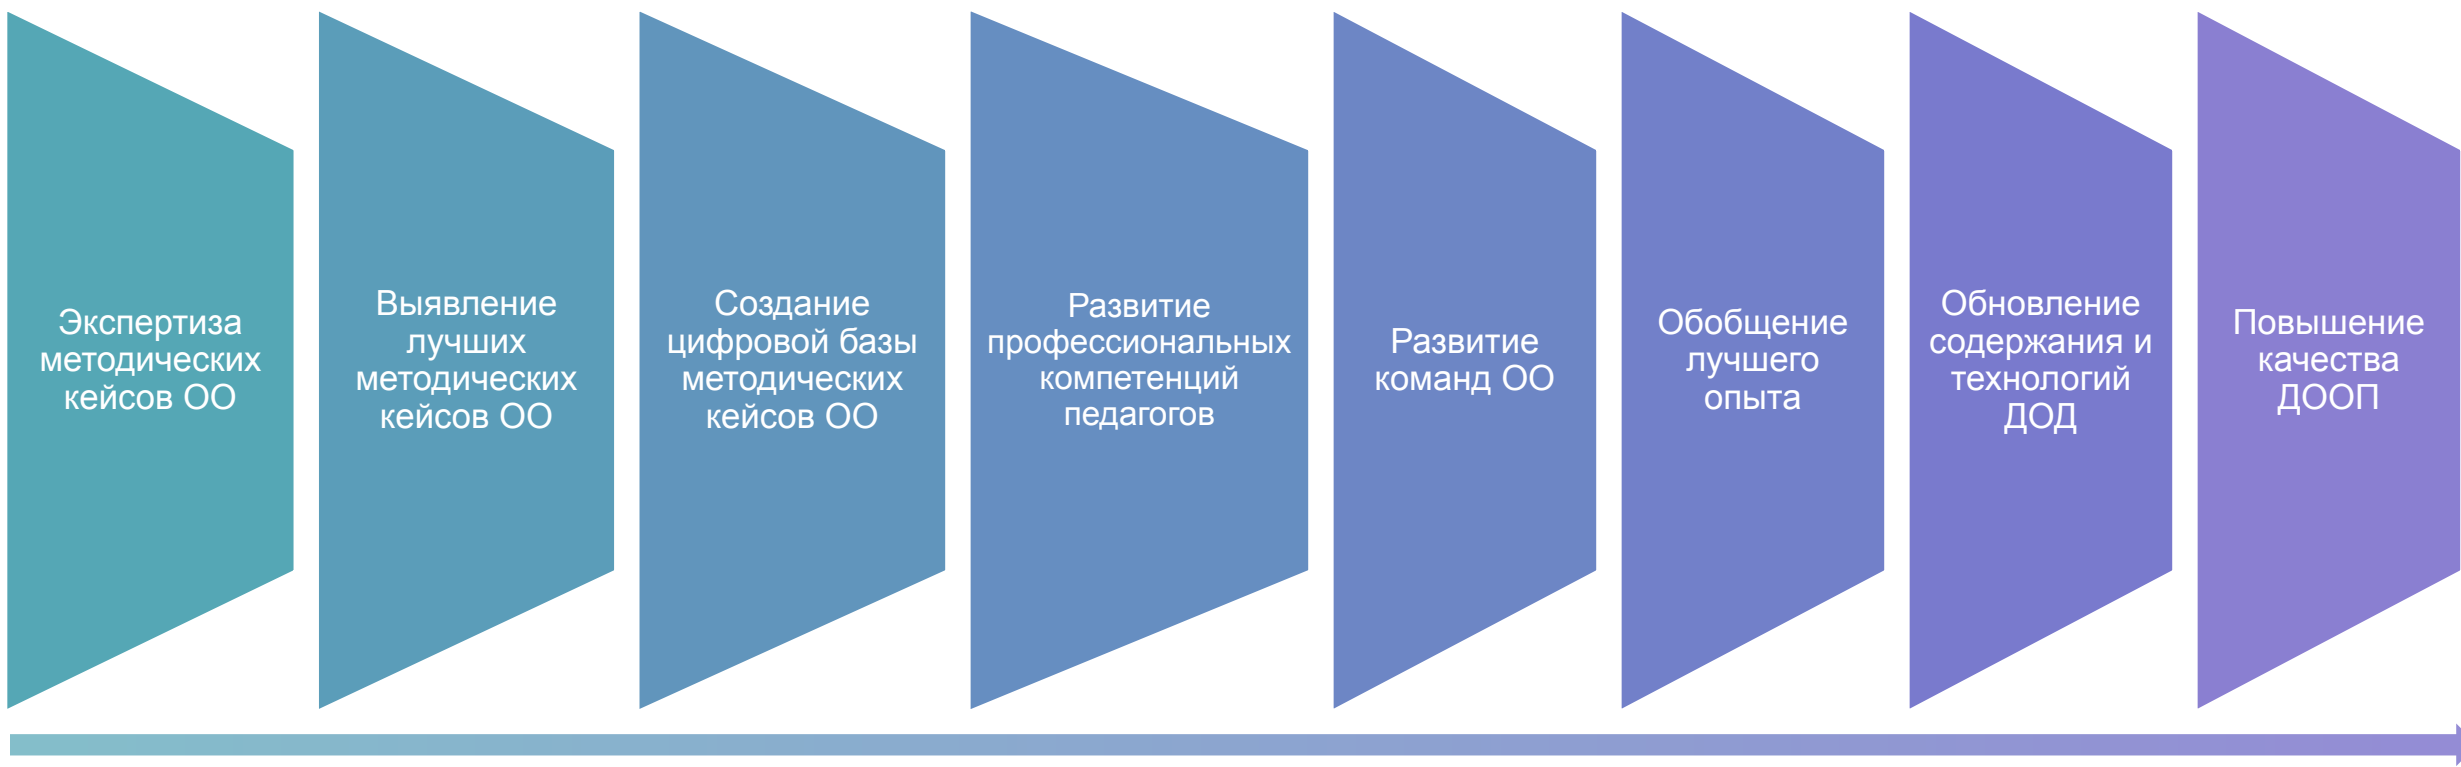 Экспертиза
методических
кейсов ОО
Выявление
лучших
методических
кейсов ОО
Создание
цифровой базы
методических
кейсов ОО
Развитие
профессиональных
компетенций
педагогов
Развитие
команд ОО
Обобщение
лучшего
опыта
Обновление
содержания и
технологий
ДОД
Повышение
качества
ДООП